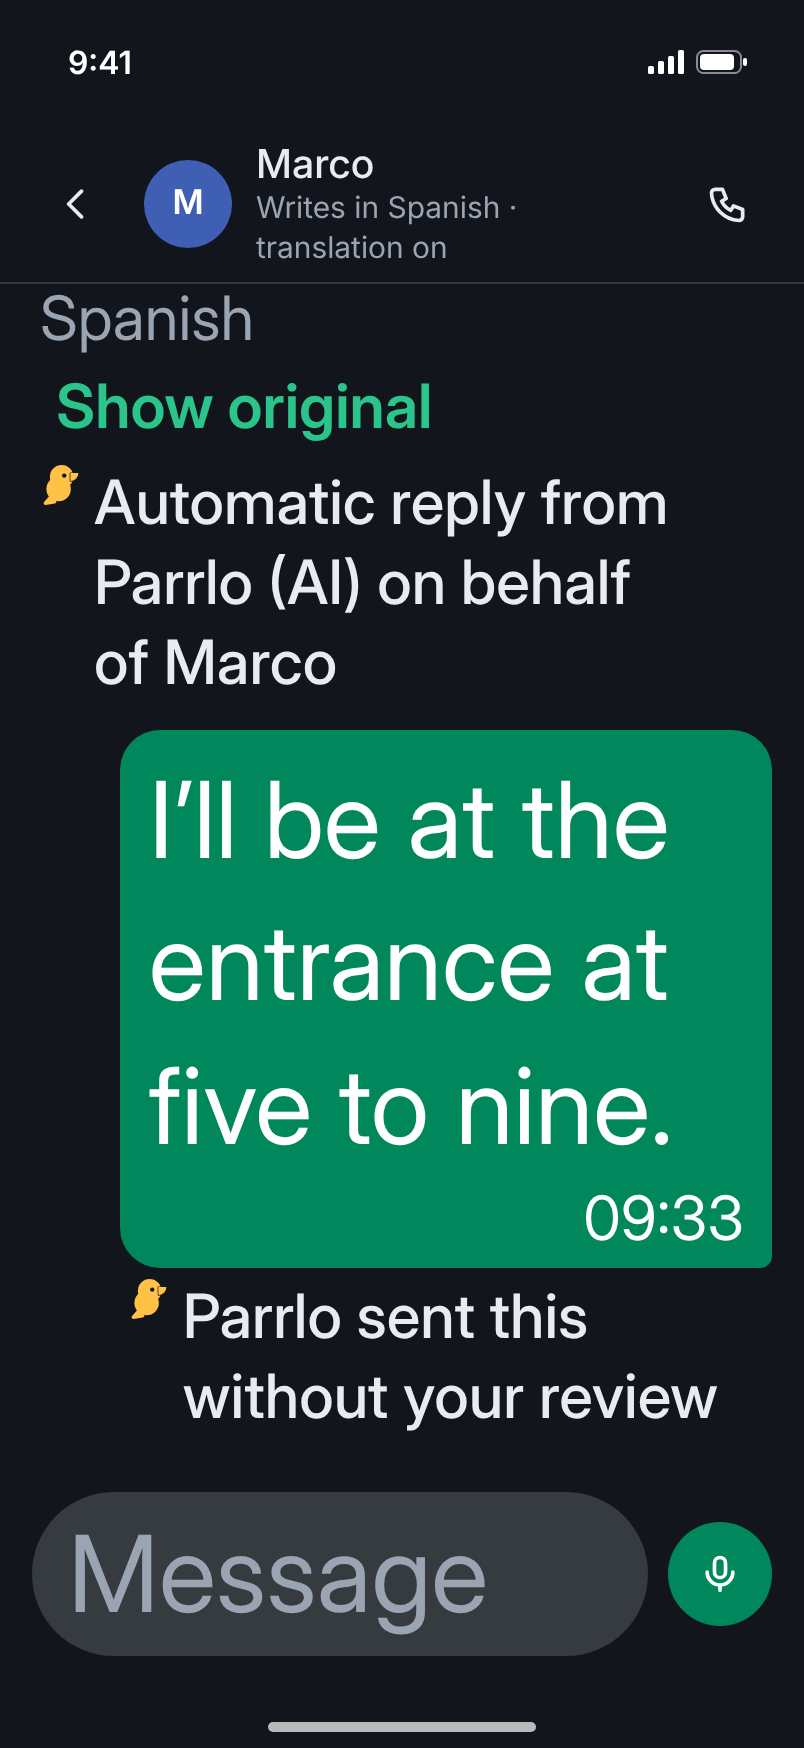 9:41
M
Marco
Writes in Spanish ·
translation on
Spanish
Show original
Automatic reply from
Parrlo (AI) on behalf
of Marco
I’ll be at the
entrance at
five to nine.
09:33
Parrlo sent this
without your review
Message